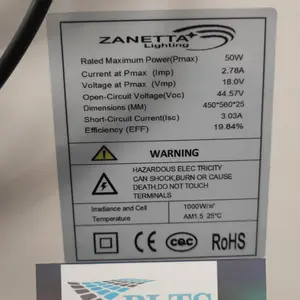 ZANETTA
Lighting
Rated Maximum Power(Pmax) 50W
Current at Pmax (Imp) 2.78A
Voltage at Pmax (Vmp) 18.0V
Open-Circuit Voltage(Voc) 44.57V
Dimensions (MM) 450*560*25
Short-Circuit Current(Isc) 3.03A
Efficiency (EFF) 19.84%
WARNING
HAZARDOUS ELEC TRICITY
CAN SHOCK,BURN OR CAUSE
DEATH,DO NOT TOUCH
TERMINALS
Irradiance and Cell 1000W/m²
Temperature AM1.5 25°C
CE cec RoHS